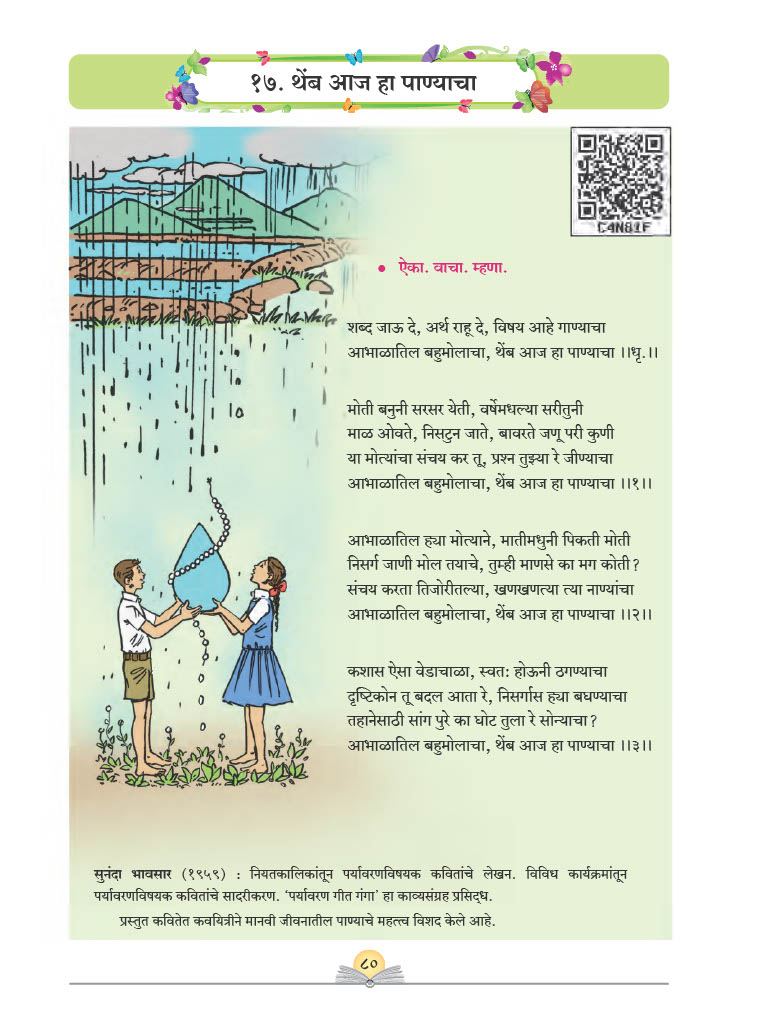 १७. थेंब आज हा पाण्याचा
C4N81F
• ऐका. वाचा. म्हणा.
शब्द जाऊ दे, अर्थ राहू दे, विषय आहे गाण्याचा
आभाळातिल बहुमोलाचा, थेंब आज हा पाण्याचा ।।धृ.।।
मोती बनुनी सरसर येती, वर्षेमधल्या सरीतुनी
माळ ओवते, निसटुन जाते, बावरते जणू परी कुणी
या मोत्यांचा संचय कर तू, प्रश्न तुझ्या रे जीण्याचा
आभाळातिल बहुमोलाचा, थेंब आज हा पाण्याचा ।।१।।
आभाळातिल ह्या मोत्याने, मातीमधुनी पिकती मोती
निसर्ग जाणी मोल तयाचे, तुम्ही माणसे का मग कोती?
संचय करता तिजोरीतल्या, खणखणत्या त्या नाण्यांचा
आभाळातिल बहुमोलाचा, थेंब आज हा पाण्याचा ।।२।।
कशास ऐसा वेडाचाळा, स्वतः होऊनी ठगण्याचा
दृष्टिकोन तू बदल आता रे, निसर्गास ह्या बघण्याचा
तहानेसाठी सांग पुरे का घोट तुला रे सोन्याचा?
आभाळातिल बहुमोलाचा, थेंब आज हा पाण्याचा ।।३।।
सुनंदा भावसार (१९५९) : नियतकालिकांतून पर्यावरणविषयक कवितांचे लेखन. विविध कार्यक्रमांतून
पर्यावरणविषयक कवितांचे सादरीकरण. ‘पर्यावरण गीत गंगा’ हा काव्यसंग्रह प्रसिद्ध.
प्रस्तुत कवितेत कवयित्रीने मानवी जीवनातील पाण्याचे महत्त्व विशद केले आहे.
८०